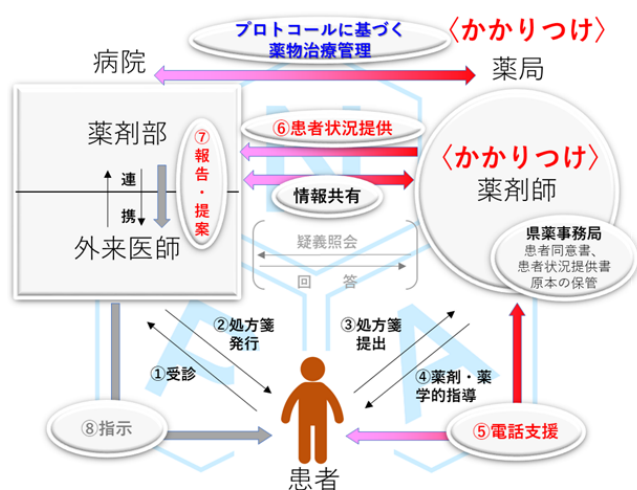 プロトコールに基づく
薬物治療管理
〈かかりつけ〉
病院
薬局
薬剤部
⑦報告・提案
⑥患者状況提供
〈かかりつけ〉
薬剤師
連携
情報共有
県薬事務局
患者同意書、
患者状況提供書
原本の保管
外来医師
疑義照会
回 答
②処方箋
発行
③処方箋
提出
①受診
④薬剤・薬
学的指導
⑧指示
⑤電話支援
患者
N
F
A